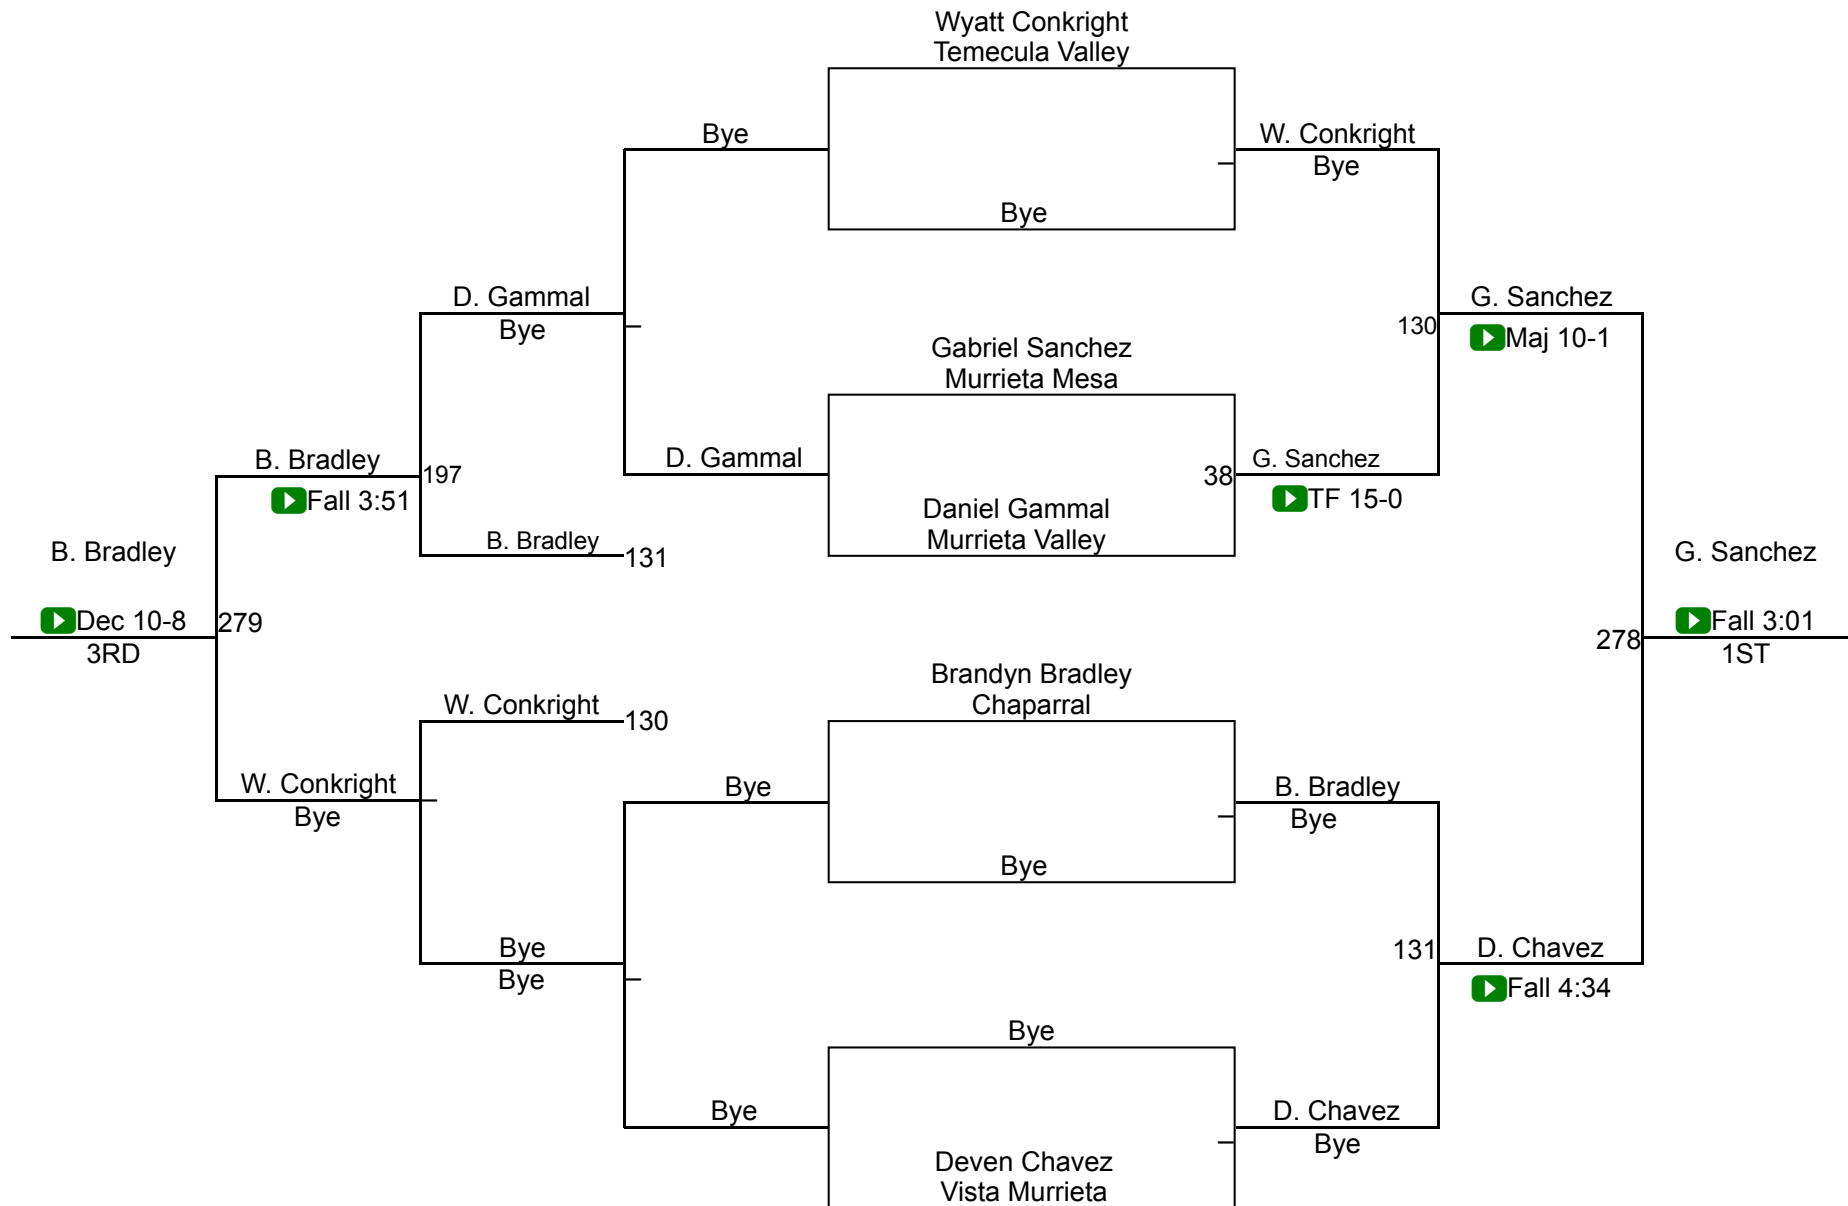 Wyatt Conkright
Temecula Valley
Bye
W. Conkright
Bye
Bye
D. Gammal
Bye
G. Sanchez
130
Maj 10-1
Gabriel Sanchez
Murrieta Mesa
D. Gammal
B. Bradley
197
38
G. Sanchez
Fall 3:51
TF 15-0
Daniel Gammal
Murrieta Valley
B. Bradley
131
B. Bradley
G. Sanchez
Dec 10-8
279
3RD
278
Fall 3:01
1ST
Brandyn Bradley
Chaparral
W. Conkright
130
W. Conkright
Bye
Bye
B. Bradley
Bye
Bye
Bye
Bye
131
D. Chavez
Fall 4:34
Bye
Bye
D. Chavez
Bye
Deven Chavez
Vista Murrieta